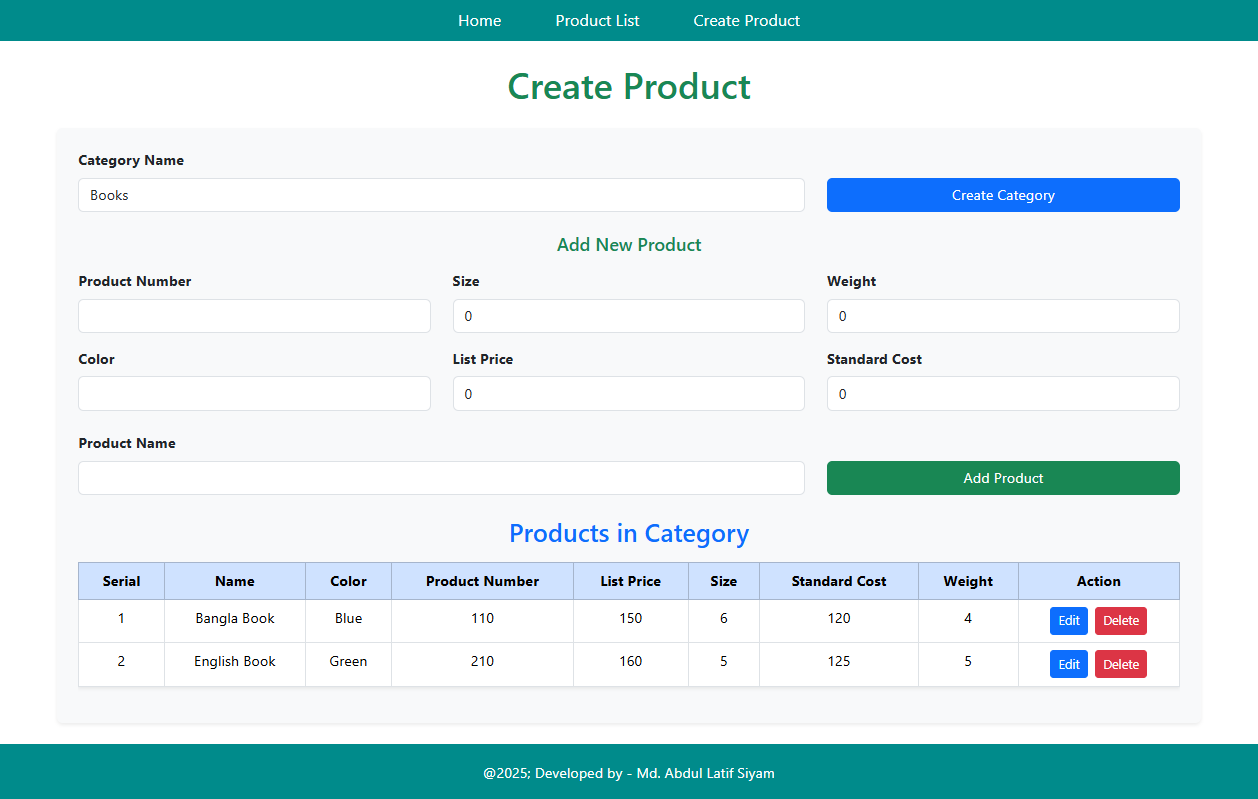 Home Product List Create Product
Create Product
Category Name
Books Create Category
Add New Product
Product Number Size Weight
0 0
Color List Price Standard Cost
0 0
Product Name
Add Product
Products in Category
Serial Name Color Product Number List Price Size Standard Cost Weight Action
1 Bangla Book Blue 110 150 6 120 4 Edit Delete
2 English Book Green 210 160 5 125 5 Edit Delete
@2025; Developed by - Md. Abdul Latif Siyam